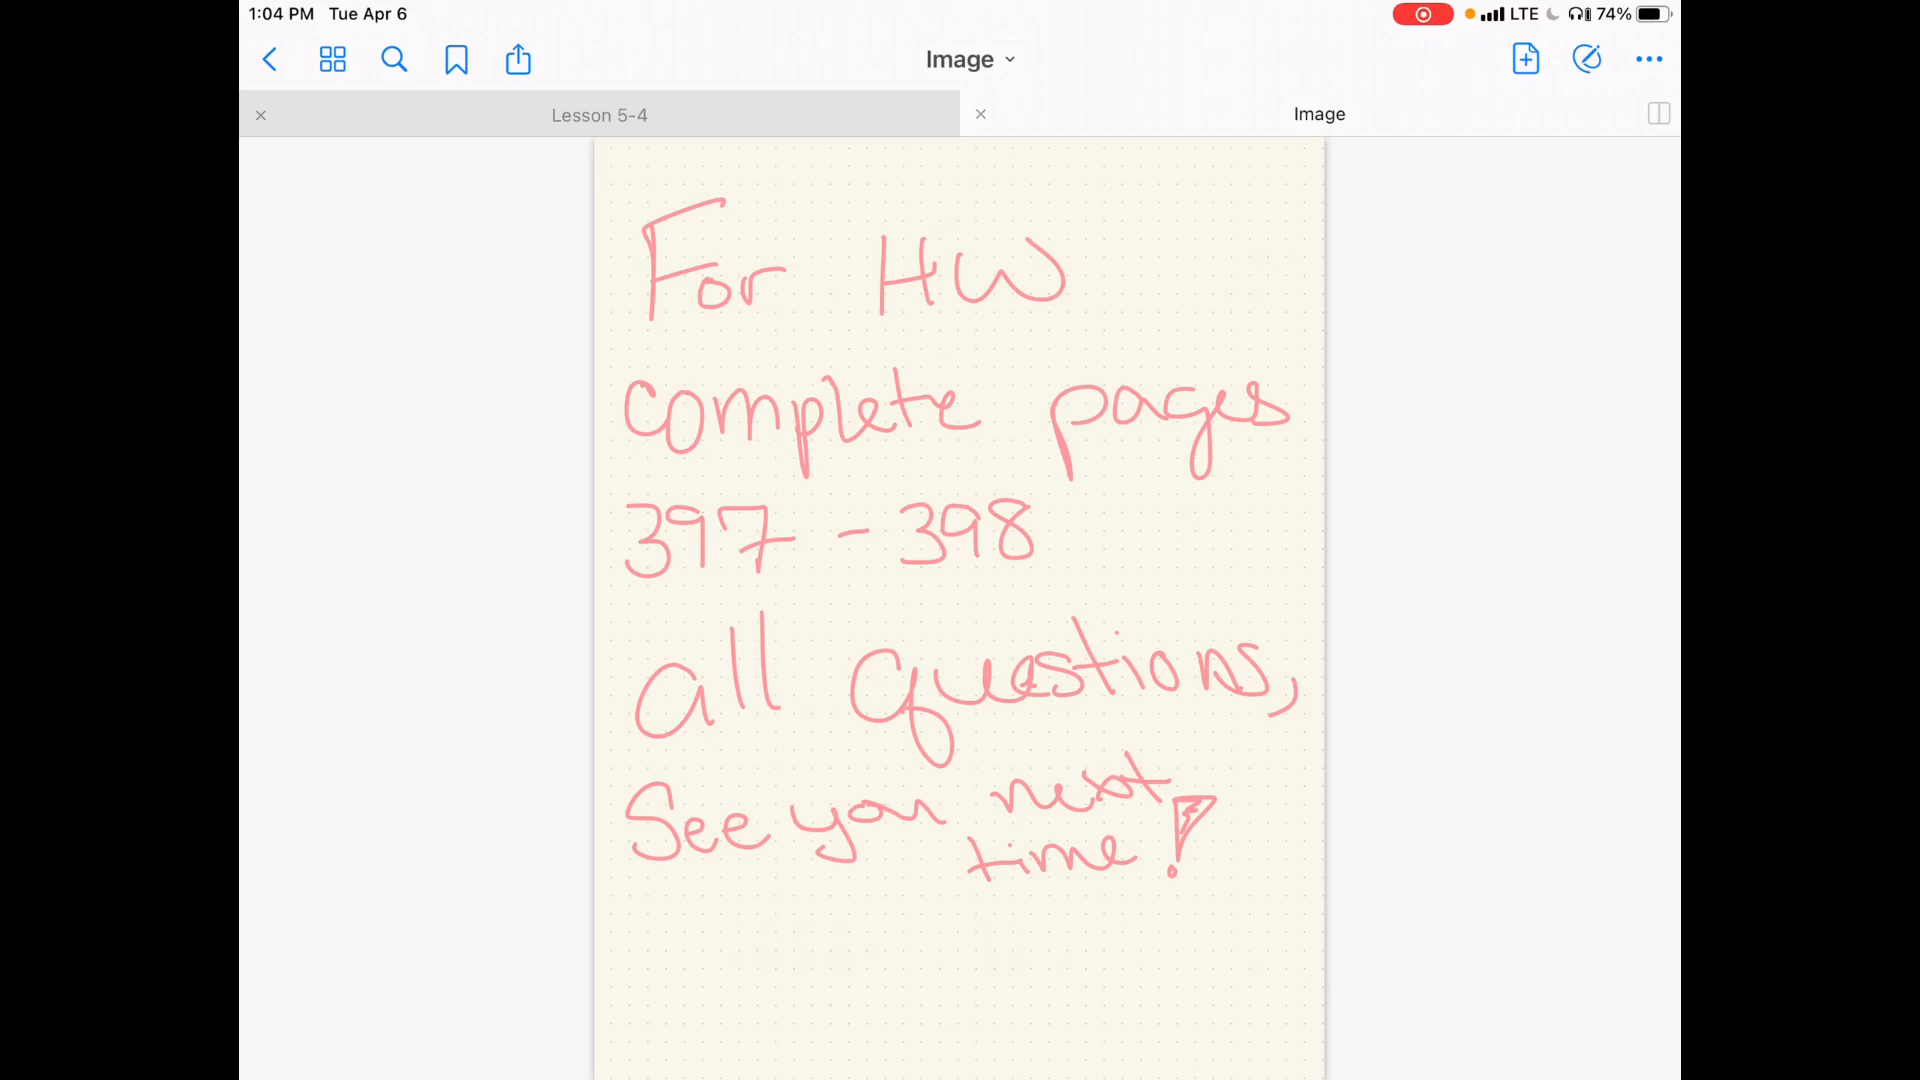 1:04 PM Tue Apr 6 LTE 74%
Image
Lesson 5-4 Image
For HW
complete pages
397 - 398
all questions,
See you next
time!